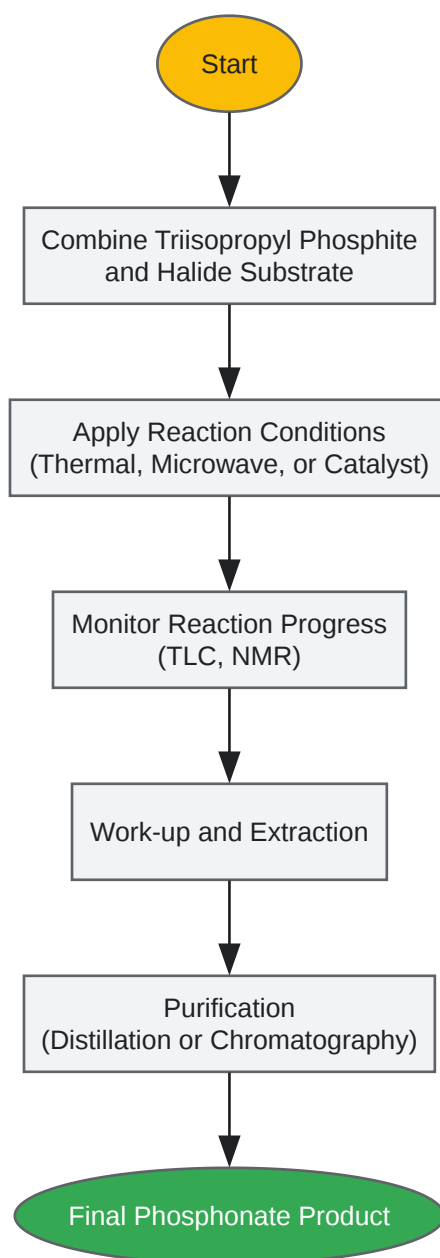 Start
Combine Triisopropyl Phosphite
and Halide Substrate
Apply Reaction Conditions
(Thermal, Microwave, or Catalyst)
Monitor Reaction Progress
(TLC, NMR)
Work-up and Extraction
Purification
(Distillation or Chromatography)
Final Phosphonate Product